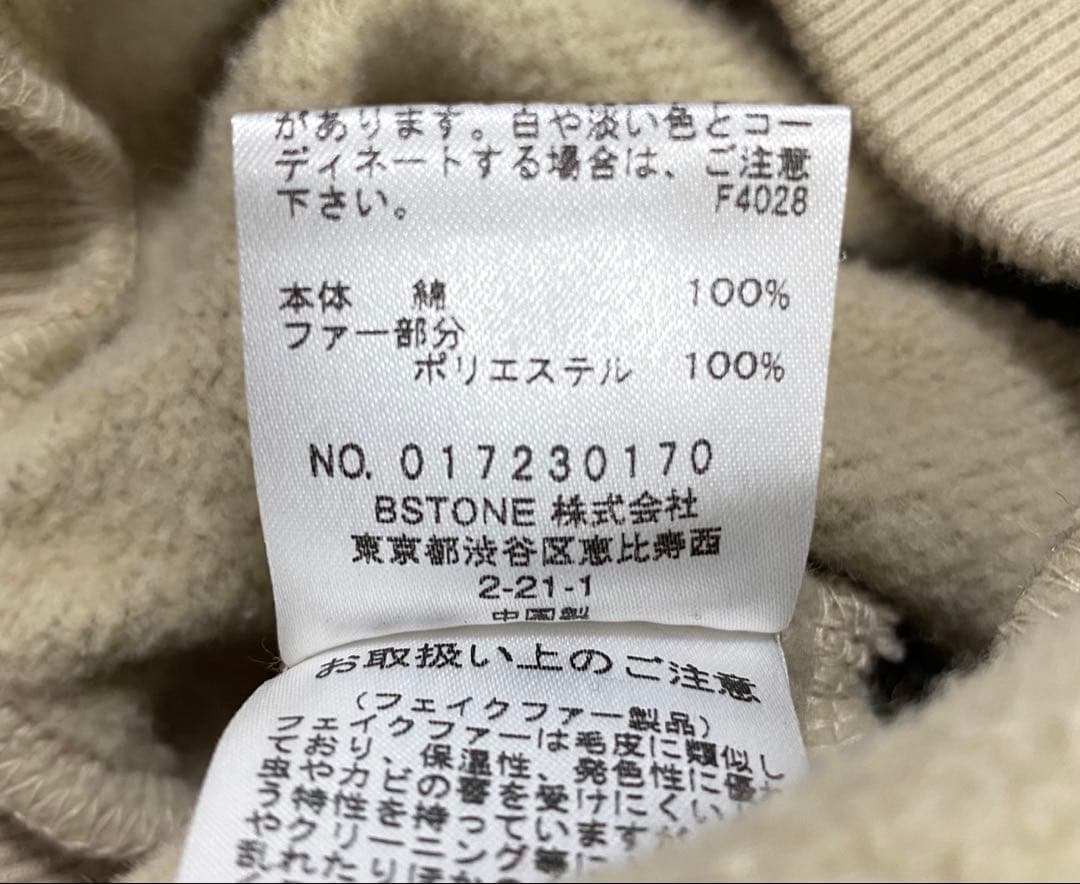 があります。白や淡い色とコー
ディネートする場合は、ご注意
下さい。 F4028
本体 綿 100%
ファー部分
ポリエステル 100%
NO. 017230170
BSTONE 株式会社
東京都渋谷区恵比寿西
2-21-1
中国製
お取扱い上のご注意
(フェイクファー製品)
フェイクファーは毛皮に類似し
ており、保温性、発色性に優れ
虫やカビの害を受けにくい
う特性を持っていますが
やクリーニング等に
乱れたりほかの